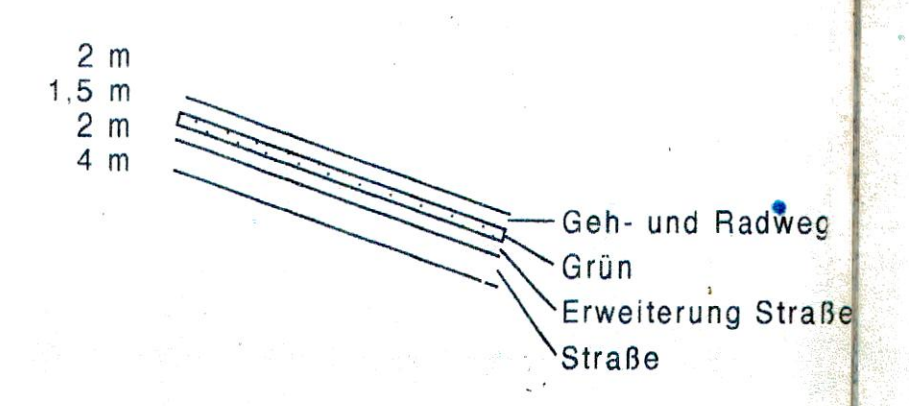 2 m
1,5 m
2 m
4 m
Geh- und Radweg
Grün
Erweiterung Straße
Straße